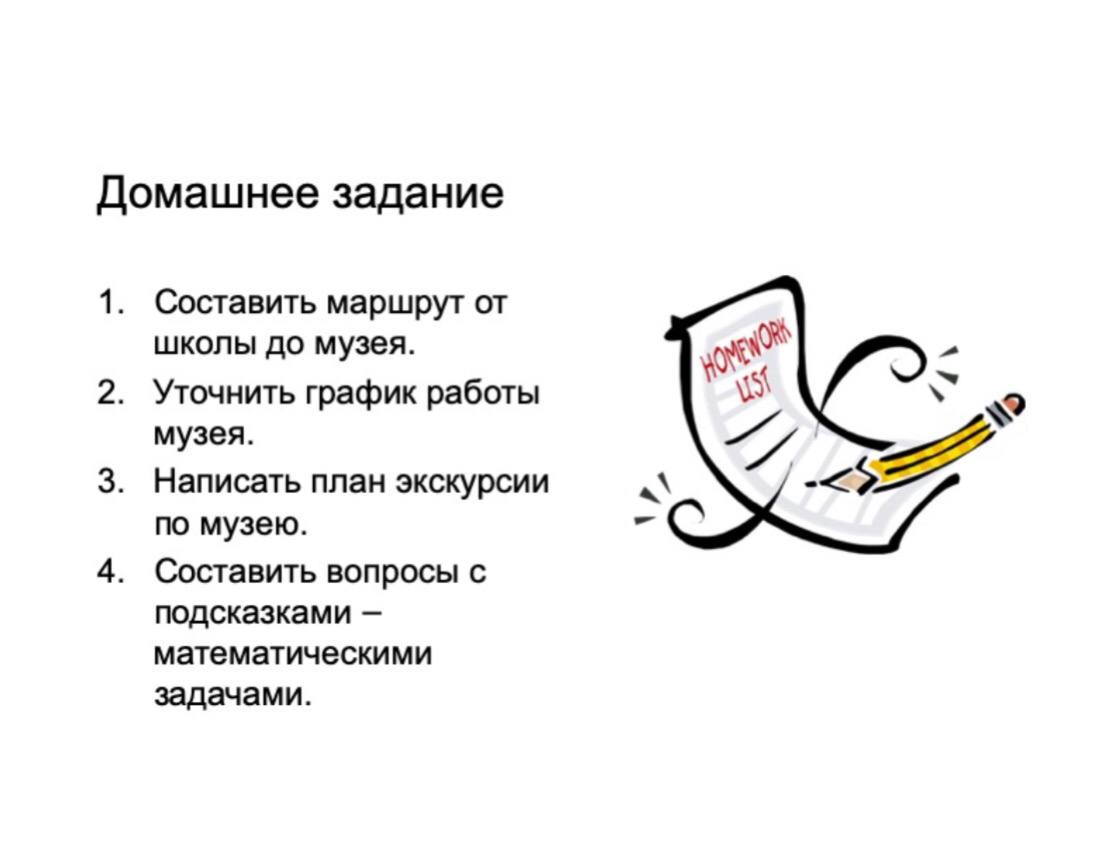 Домашнее задание
1. Составить маршрут от
школы до музея.
2. Уточнить график работы
музея.
3. Написать план экскурсии
по музею.
4. Составить вопросы с
подсказками –
математическими
задачами.
HOMEWORK
LIST